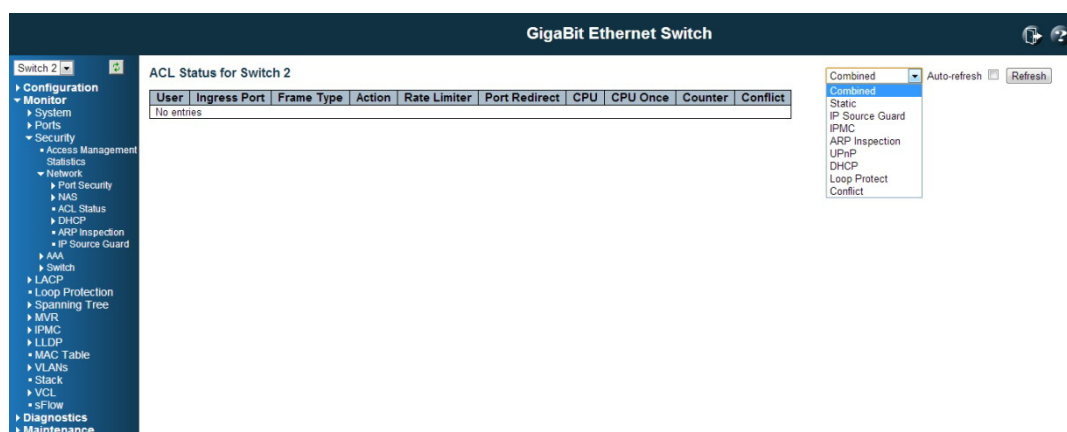 GigaBit Ethernet Switch
Switch 2
Configuration
Monitor
System
Ports
Security
Access Management
Statistics
Network
Port Security
NAS
ACL Status
DHCP
ARP Inspection
IP Source Guard
AAA
Switch
LACP
Loop Protection
Spanning Tree
MVR
IPMC
LLDP
MAC Table
VLANs
Stack
VCL
sFlow
Diagnostics
Maintenance
ACL Status for Switch 2
User Ingress Port Frame Type Action Rate Limiter Port Redirect CPU CPU Once Counter Conflict
No entries
Combined Auto-refresh Refresh
Combined
Static
IP Source Guard
IPMC
ARP Inspection
UPnP
DHCP
Loop Protect
Conflict